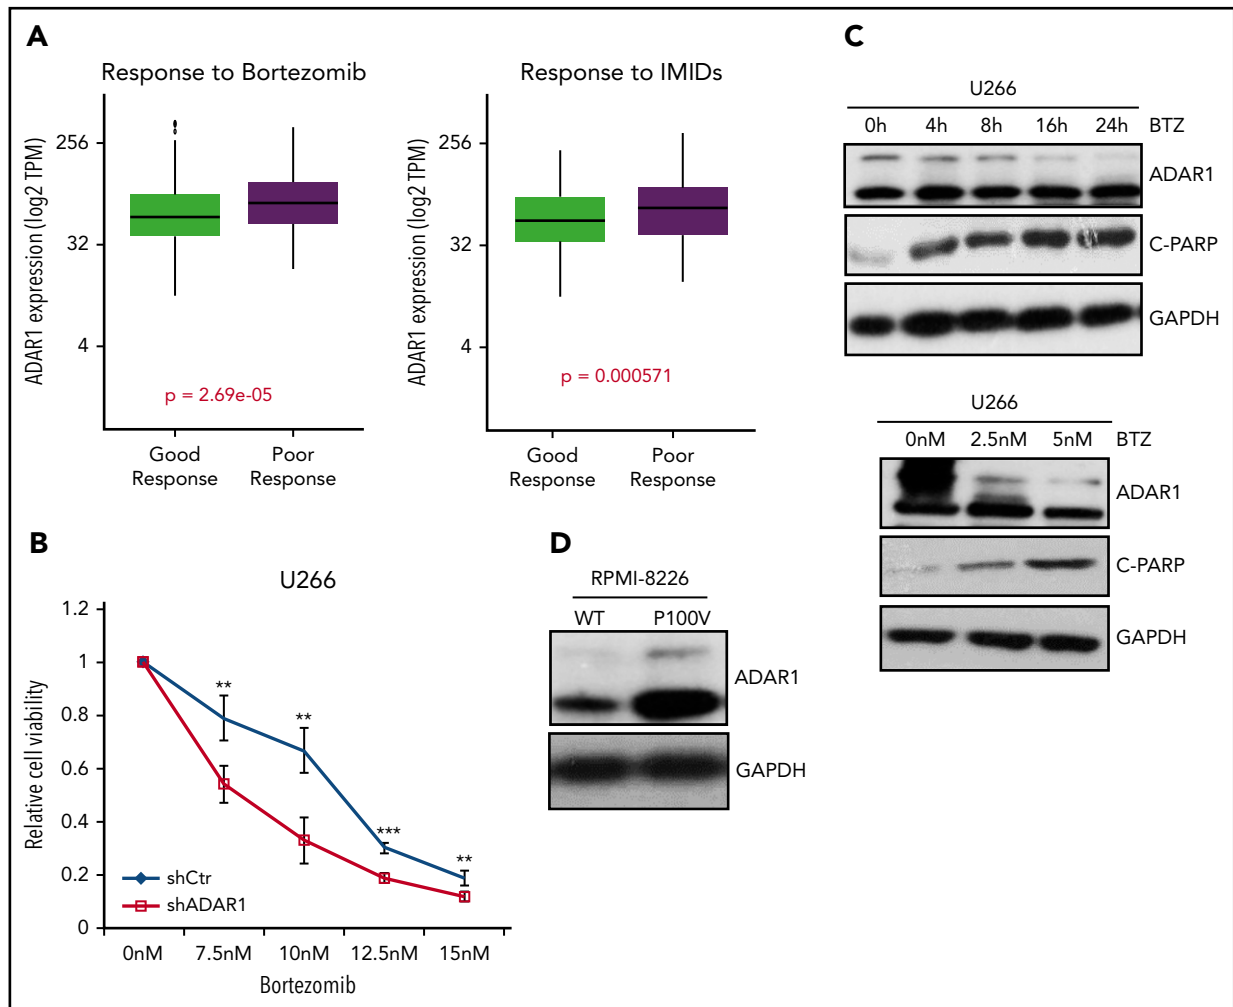 A
Response to Bortezomib
ADAR1 expression (log2 TPM)
256
32
4
p = 2.69e-05
Good Response
Poor Response
Response to IMIDs
ADAR1 expression (log2 TPM)
256
32
4
p = 0.000571
Good Response
Poor Response
B
U266
Relative cell viability
1.2
1
0.8
0.6
0.4
0.2
0
**
**
***
**
shCtr
shADAR1
0nM 7.5nM 10nM 12.5nM 15nM
Bortezomib
C
U266
0h 4h 8h 16h 24h BTZ
ADAR1
C-PARP
GAPDH
U266
0nM 2.5nM 5nM BTZ
ADAR1
C-PARP
GAPDH
D
RPMI-8226
WT P100V
ADAR1
GAPDH